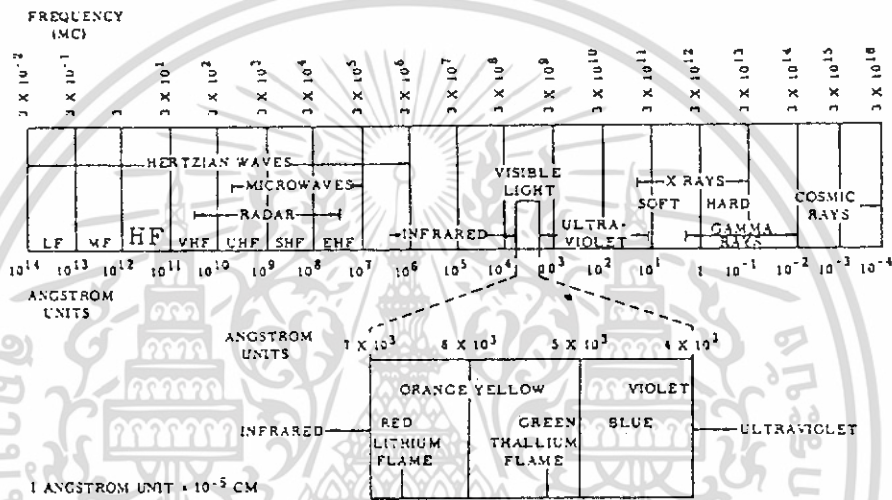 FREQUENCY
(MC)
3 X 10⁻² 3 X 10⁻¹ 3 3 X 10¹ 3 X 10² 3 X 10³ 3 X 10⁴ 3 X 10⁵ 3 X 10⁶ 3 X 10⁷ 3 X 10⁸ 3 X 10⁹ 3 X 10¹⁰ 3 X 10¹¹ 3 X 10¹² 3 X 10¹³ 3 X 10¹⁴ 3 X 10¹⁵ 3 X 10¹⁶
HERTZIAN WAVES
VISIBLE
LIGHT
MICROWAVES
X RAYS
RADAR
SOFT HARD
COSMIC
RAYS
INFRARED
ULTRA-
VIOLET
GAMMA
RAYS
LF MF HF VHF UHF SHF EHF
10¹⁴ 10¹³ 10¹² 10¹¹ 10¹⁰ 10⁹ 10⁸ 10⁷ 10⁶ 10⁵ 10⁴ 10³ 10² 10¹ 1 10⁻¹ 10⁻² 10⁻³ 10⁻⁴
ANGSTROM
UNITS
ANGSTROM
UNITS
7 X 10³ 6 X 10³ 5 X 10³ 4 X 10³
ORANGE YELLOW VIOLET
INFRARED RED GREEN BLUE ULTRAVIOLET
LITHIUM THALLIUM
FLAME FLAME
1 ANGSTROM UNIT = 10⁻⁵ CM